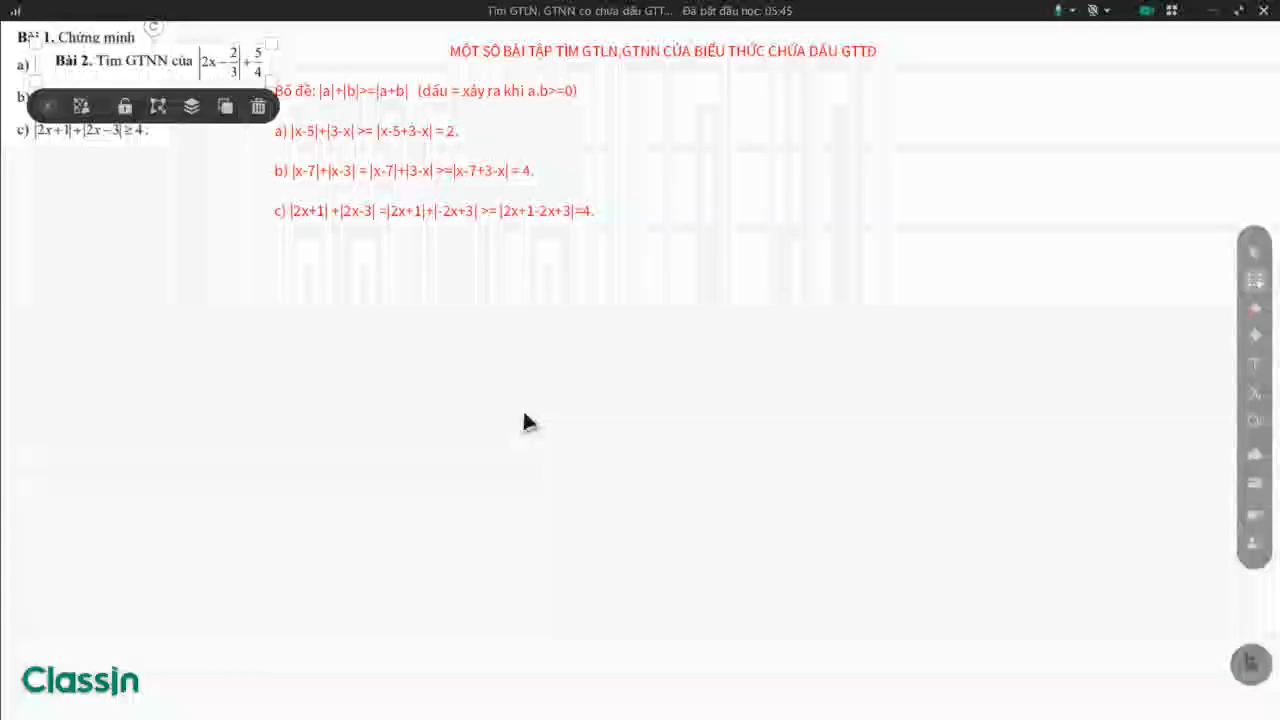 Tìm GTLN, GTNN co chưa dấu GTT... Đã bắt đầu học: 05:45
Bài 1. Chứng minh
a)
Bài 2. Tìm GTNN của |2x - 2/3| + 5/4
b)
c) |2x+1|+|2x-3| ≥ 4.
MỘT SỐ BÀI TẬP TÌM GTLN,GTNN CỦA BIỂU THỨC CHỨA DẤU GTTĐ
Bổ đề: |a|+|b|>=|a+b| (dấu = xảy ra khi a.b>=0)
a) |x-5|+|3-x| >= |x-5+3-x| = 2.
b) |x-7|+|x-3| = |x-7|+|3-x| >=|x-7+3-x| = 4.
c) |2x+1| +|2x-3| =|2x+1|+|-2x+3| >= |2x+1-2x+3|=4.
ClassIn